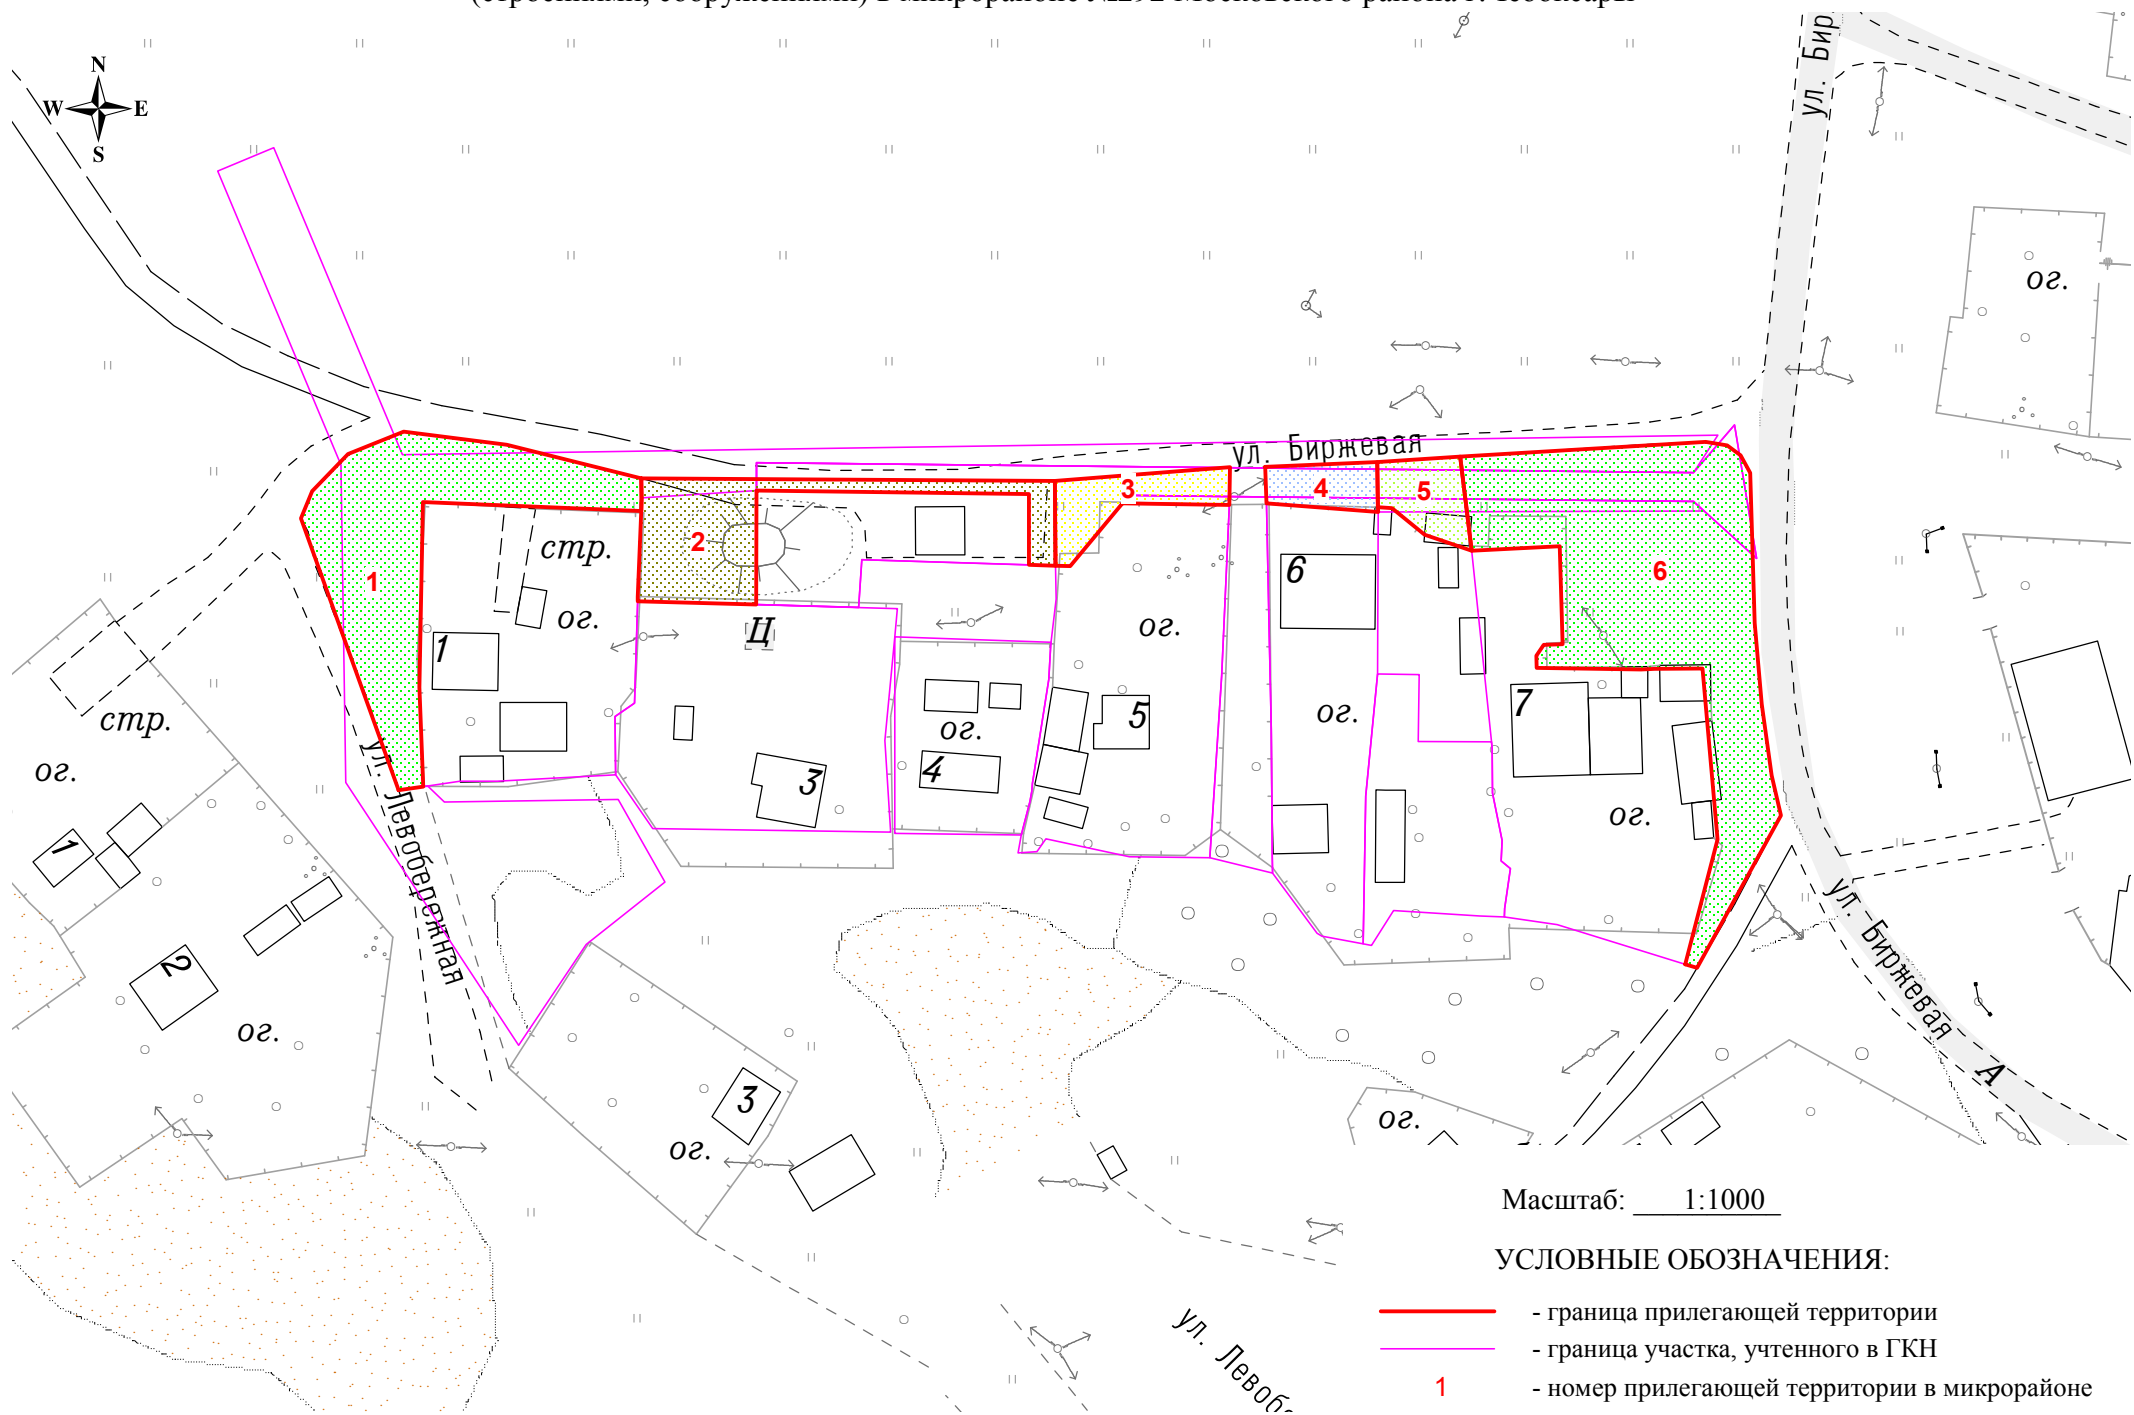 ул. Бир
N
W E
S
ог.
ул. Биржевая
3
4
5
2
1
6
стр.
ог.
6
Ц
ог.
1
ог.
7
5
ог.
стр.
ог.
3
4
ог.
ул. Левобережная
1
ог.
2
ог.
ул. Биржевая
А
3
ог.
ог.
Масштаб: 1:1000
УСЛОВНЫЕ ОБОЗНАЧЕНИЯ:
- граница прилегающей территории
- граница участка, учтенного в ГКН
1 - номер прилегающей территории в микрорайоне
ул. Левоб